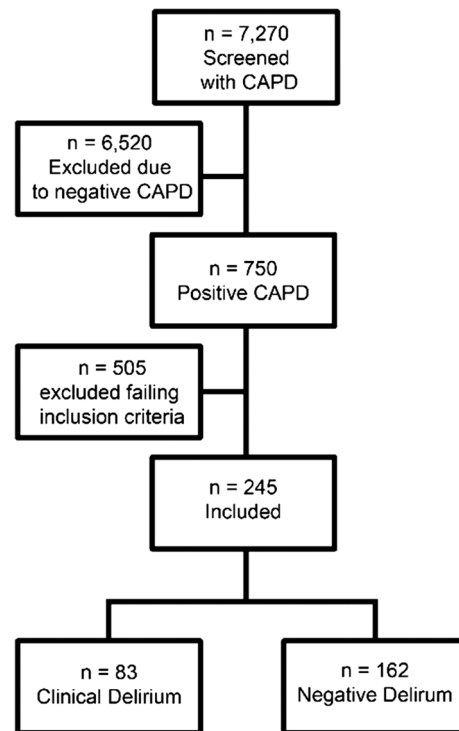 n = 7,270
Screened
with CAPD
n = 6,520
Excluded due
to negative CAPD
n = 750
Positive CAPD
n = 505
excluded failing
inclusion criteria
n = 245
Included
n = 83
Clinical Delirium
n = 162
Negative Delirum